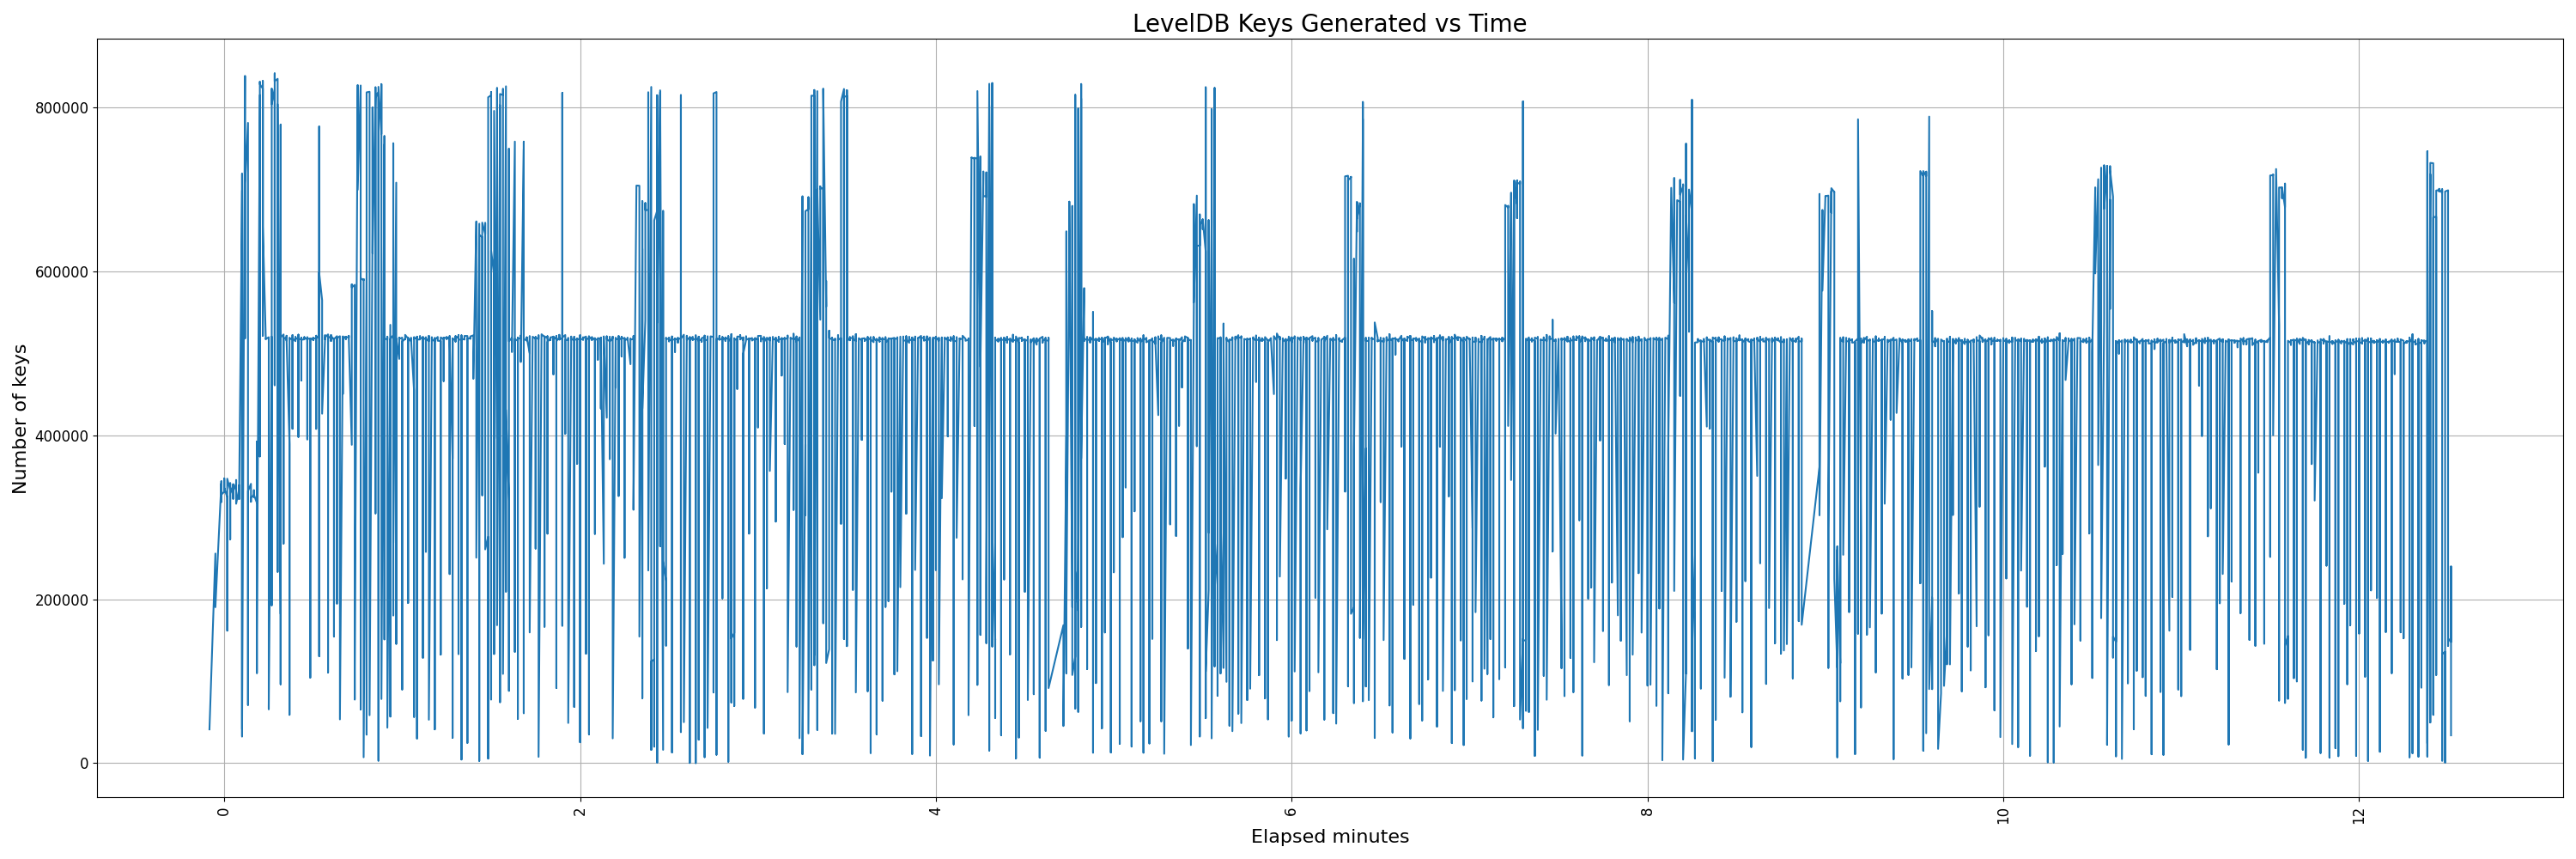 LevelDB Keys Generated vs Time
Number of keys
800000
600000
400000
200000
0
0 2 4 6 8 10 12
Elapsed minutes